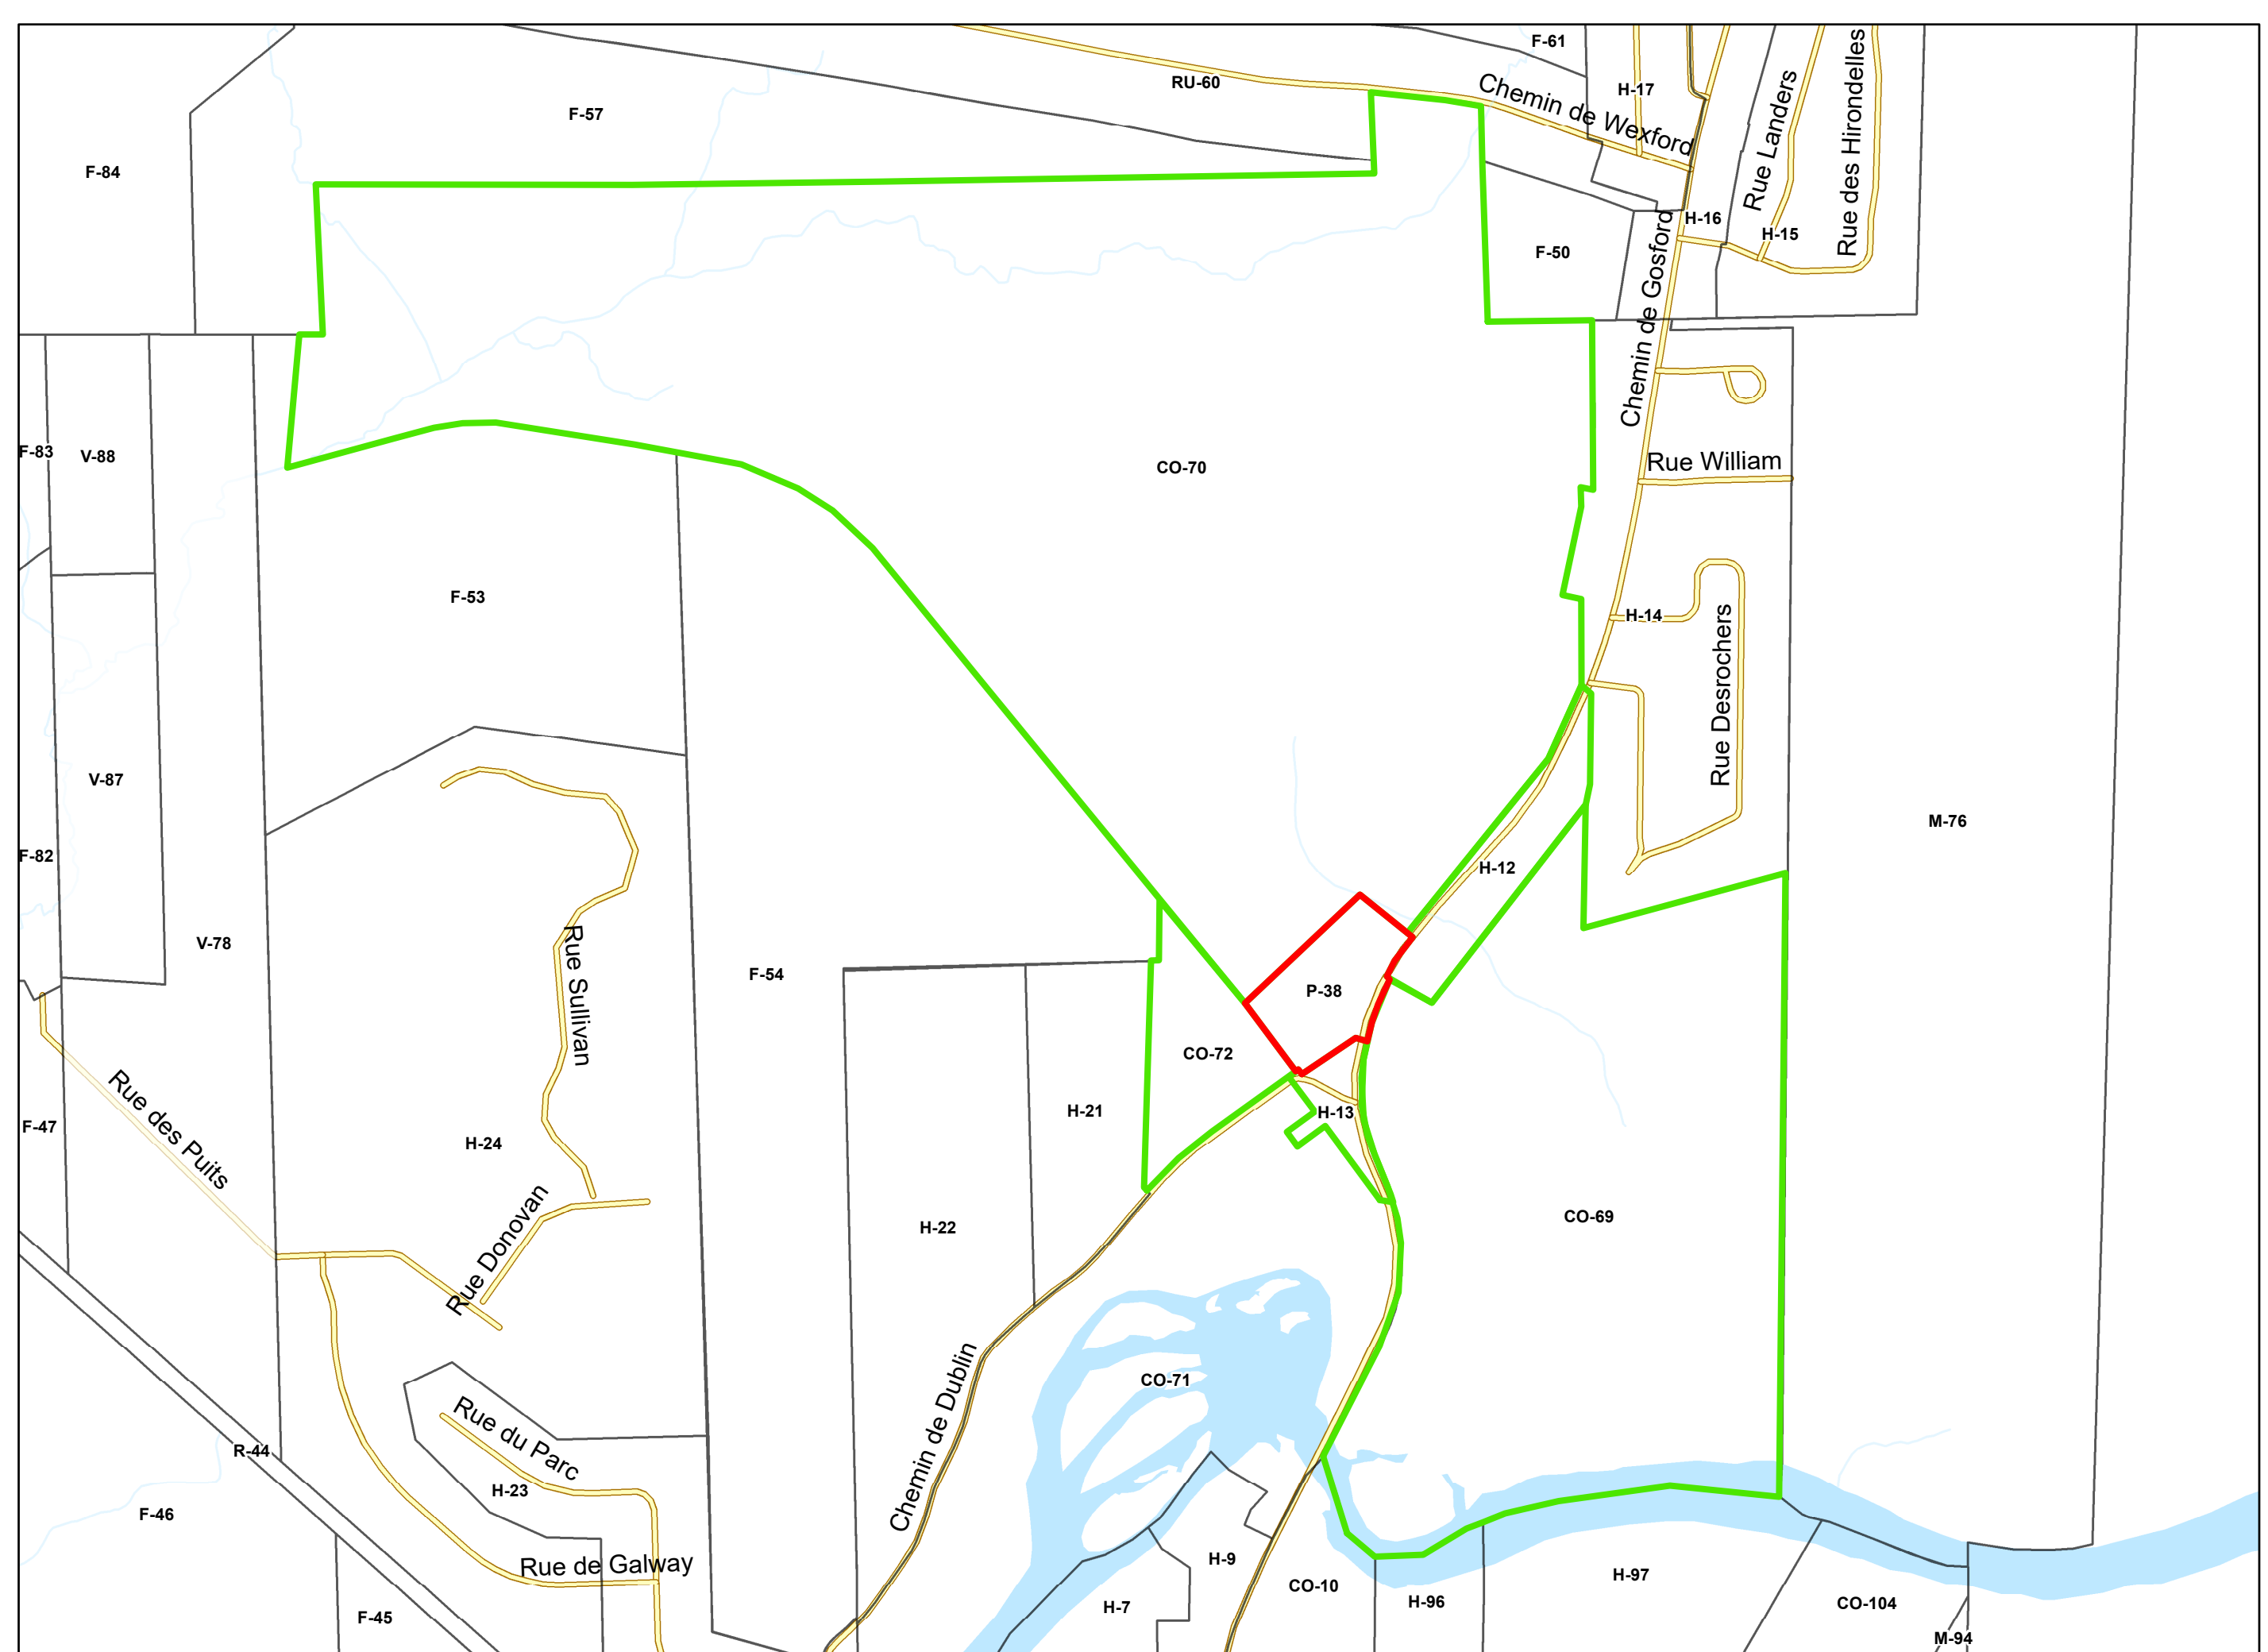 F-61
RU-60
H-17
Chemin de Wexford
F-57
F-84
Rue Landers
Rue des Hirondelles
H-16
H-15
F-50
Chemin de Gosford
F-83
V-88
CO-70
Rue William
F-53
H-14
Rue Desrochers
V-87
M-76
F-82
H-12
V-78
Rue Sullivan
F-54
P-38
CO-72
H-21
H-13
Rue des Puits
F-47
H-24
Rue Donovan
H-22
CO-69
CO-71
Chemin de Dublin
Rue du Parc
R-44
H-23
F-46
Rue de Galway
H-9
H-97
CO-10
H-96
H-7
CO-104
F-45
M-94